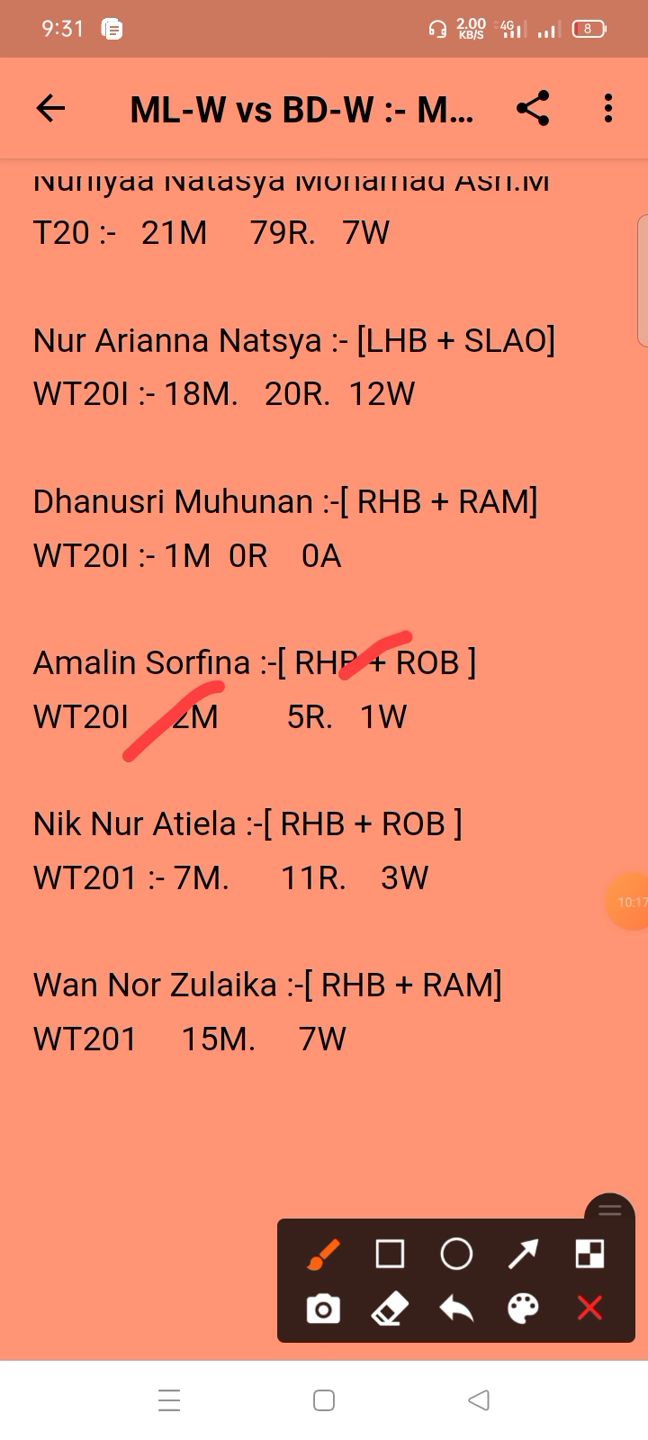 9:31 2.00 KB/S 4G 8
ML-W vs BD-W :- M...
Natasya Mohamad
T20 :- 21M 79R. 7W
Nur Arianna Natsya :- [LHB + SLAO]
WT20I :- 18M. 20R. 12W
Dhanusri Muhunan :-[ RHB + RAM]
WT20I :- 1M 0R 0A
Amalin Sorfina :-[ RHB + ROB ]
WT20I 2M 5R. 1W
Nik Nur Atiela :-[ RHB + ROB ]
WT201 :- 7M. 11R. 3W
10:17
Wan Nor Zulaika :-[ RHB + RAM]
WT201 15M. 7W